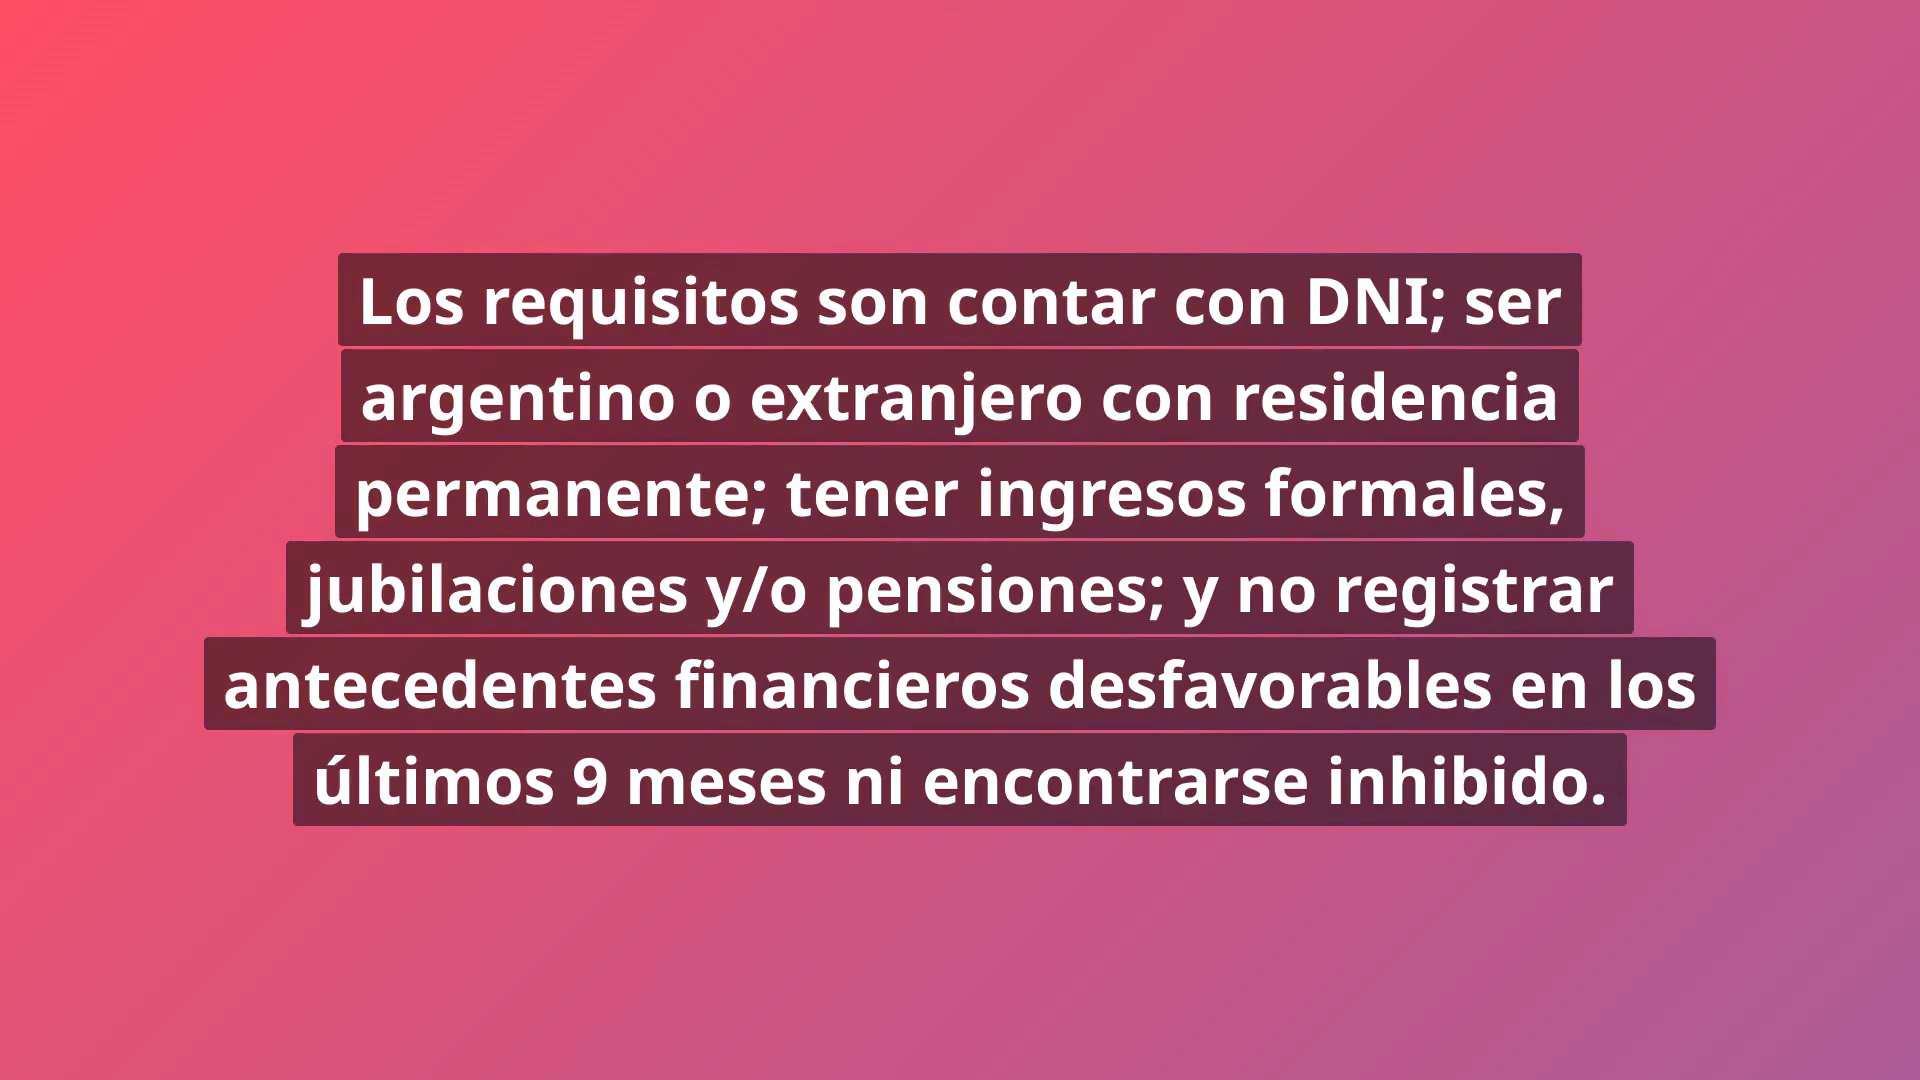 Los requisitos son contar con DNI; ser
argentino o extranjero con residencia
permanente; tener ingresos formales,
jubilaciones y/o pensiones; y no registrar
antecedentes financieros desfavorables en los
últimos 9 meses ni encontrarse inhibido.